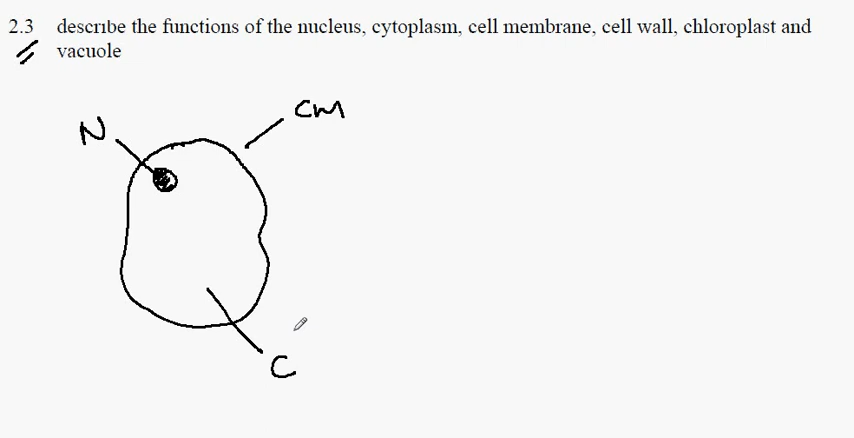 2.3 describe the functions of the nucleus, cytoplasm, cell membrane, cell wall, chloroplast and
vacuole
CM
N
C